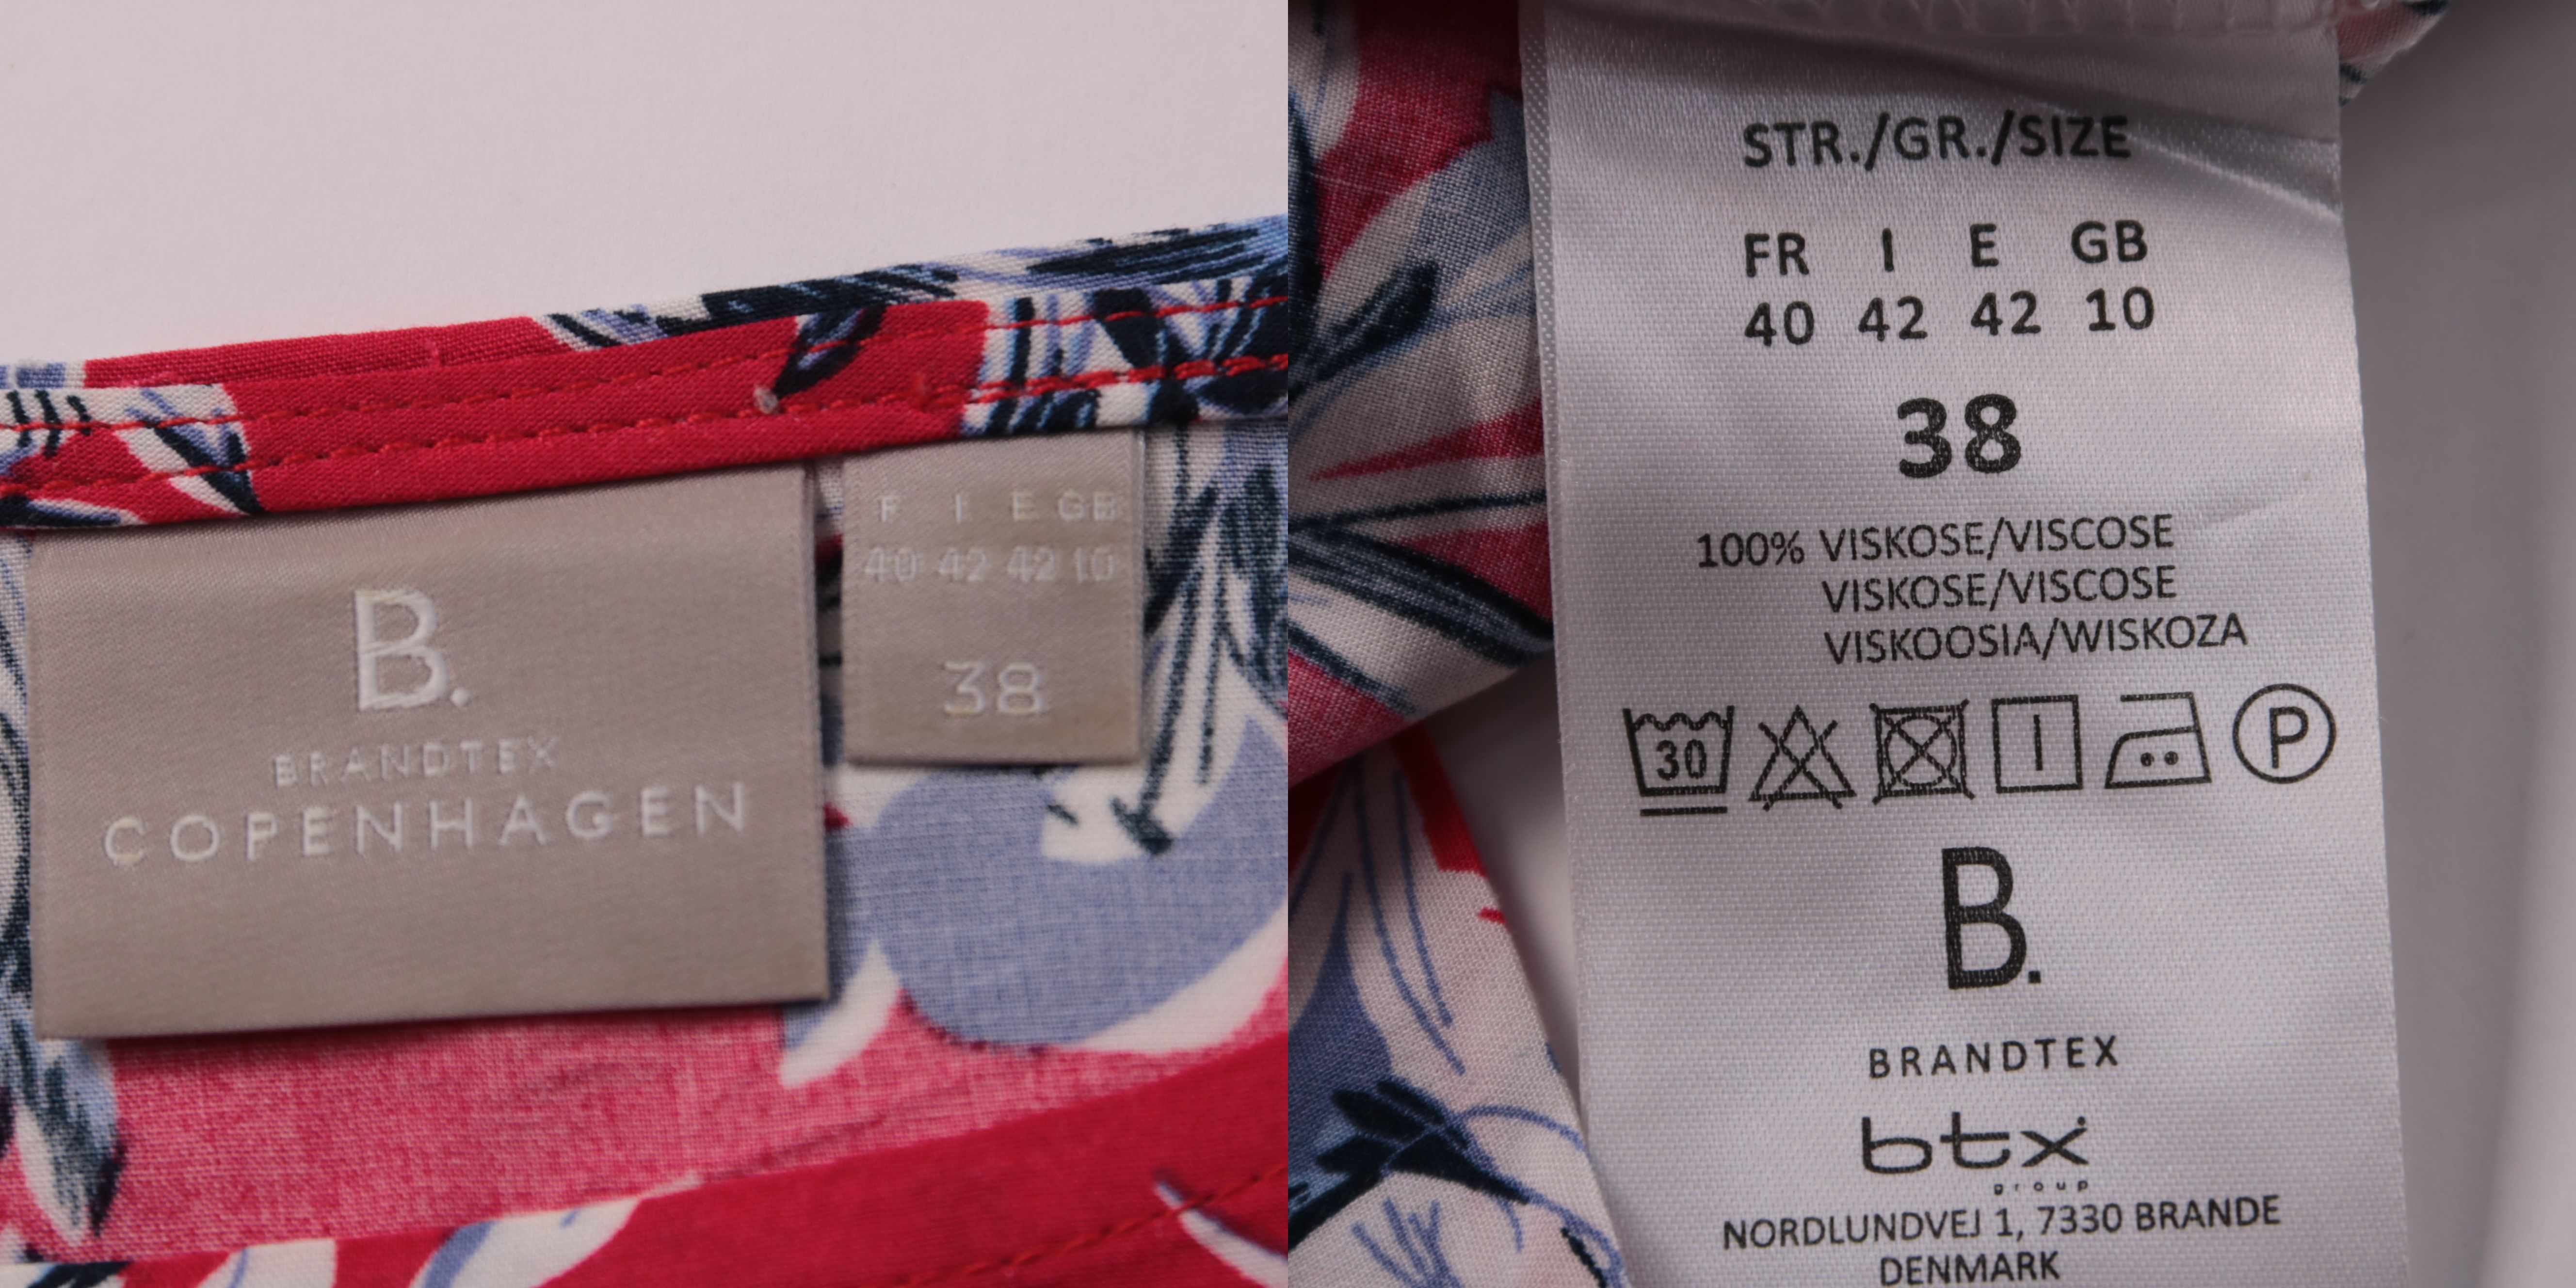 B.
BRANDTEX
COPENHAGEN
F I E GB
40 42 42 10
38
STR./GR./SIZE
FR I E GB
40 42 42 10
38
100% VISKOSE/VISCOSE
VISKOSE/VISCOSE
VISKOOSIA/WISKOZA
30
P
B.
BRANDTEX
btx
group
NORDLUNDVEJ 1, 7330 BRANDE
DENMARK